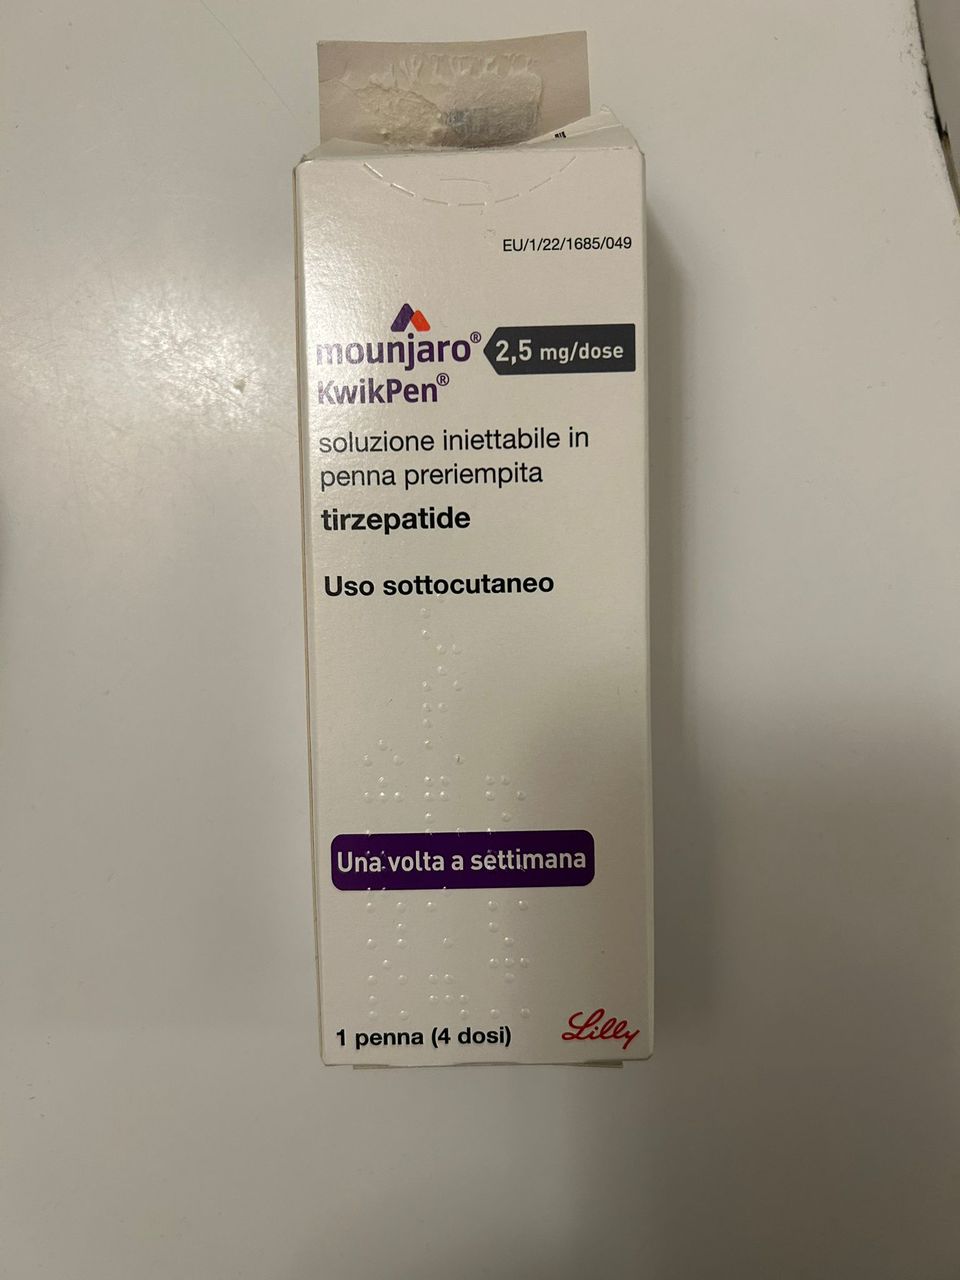 EU/1/22/1685/049
mounjaro® 2,5 mg/dose
KwikPen®
soluzione iniettabile in
penna preriempita
tirzepatide
Uso sottocutaneo
Una volta a settimana
1 penna (4 dosi)
Lilly